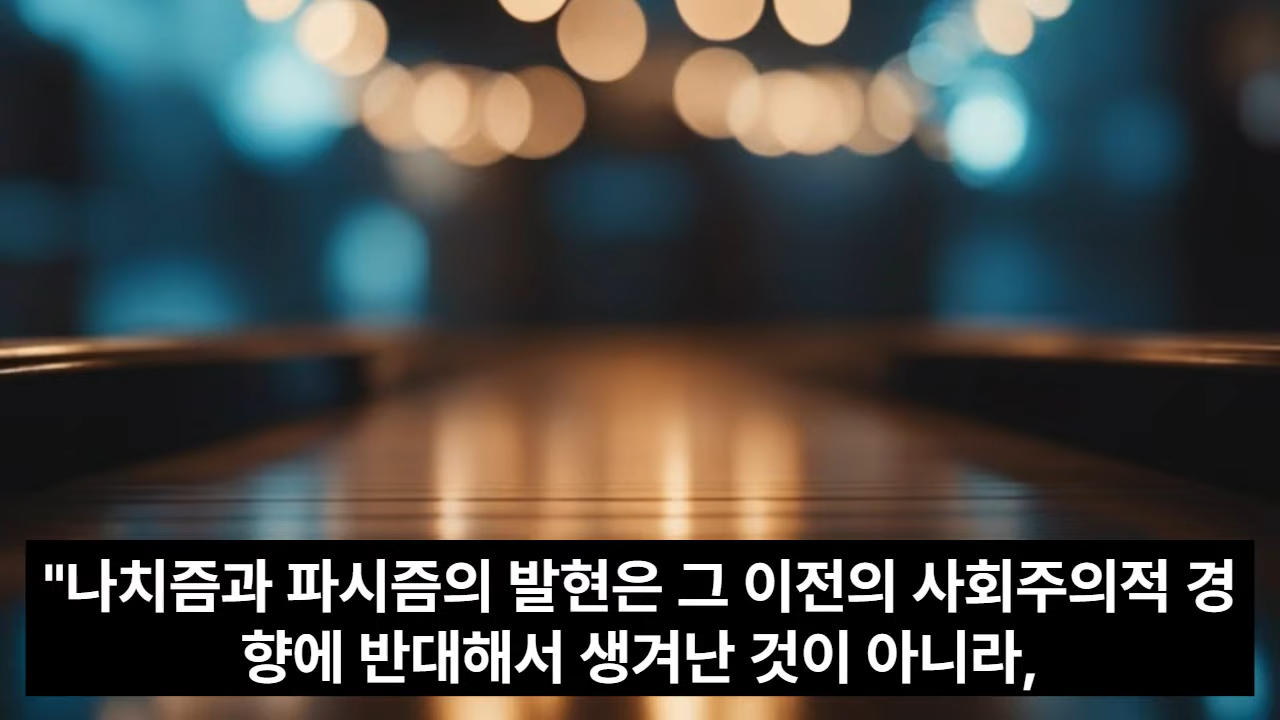 "나치즘과 파시즘의 발현은 그 이전의 사회주의적 경
향에 반대해서 생겨난 것이 아니라,